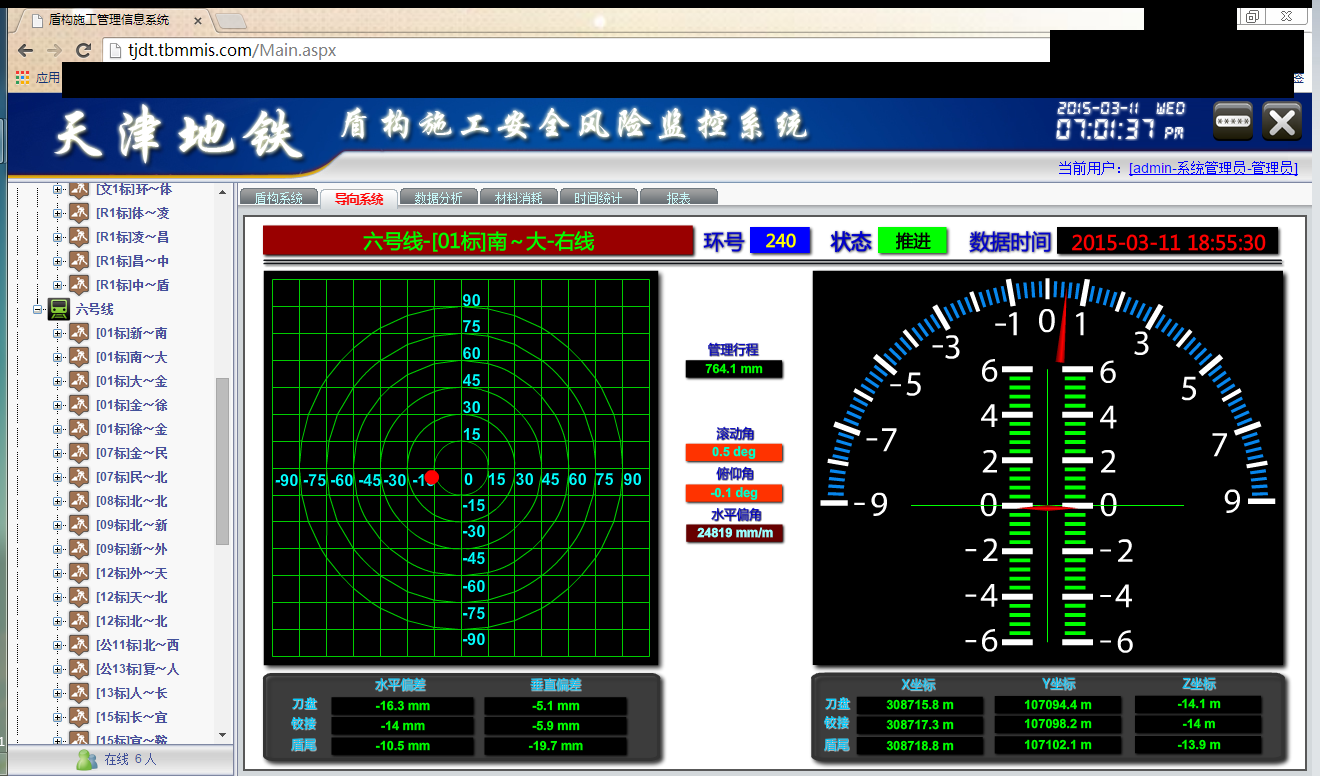 盾构施工管理信息系统
tjdt.tbmmis.com/Main.aspx
应用
天津地铁 盾构施工安全风险监控系统
2015-03-11 WED
07:01:37 PM
当前用户： [admin-系统管理员-管理员]
[文1标]环～体
[R1标]体～凌
[R1标]凌～昌
[R1标]昌～中
[R1标]中～盾
六号线
[01标]新～南
[01标]南～大
[01标]大～金
[01标]金～徐
[01标]徐～金
[07标]金～民
[07标]民～北
[08标]北～北
[09标]北～新
[09标]新～外
[12标]外～天
[12标]天～北
[12标]北～北
[公11标]北～西
[公13标]复～人
[13标]人～长
[15标]长～宜
[15标]宜～鞍
在线 6人
盾构系统 导向系统 数据分析 材料消耗 时间统计 报表
六号线-[01标]南～大-右线 环号 240 状态 推进 数据时间 2015-03-11 18:55:30
90
75
60
45
30
15
-90 -75 -60 -45 -30 0 15 30 45 60 75 90
-15
-30
-45
-60
-75
-90
管理行程
764.1 mm
滚动角
0.5 deg
俯仰角
-0.1 deg
水平偏角
24819 mm/m
-9 -7 -5 -3 -1 0 1 3 5 7 9
6 6
4 4
2 2
0 0
-2 -2
-4 -4
-6 -6
水平偏差 垂直偏差
刀盘 -16.3 mm -5.1 mm
铰接 -14 mm -5.9 mm
盾尾 -10.5 mm -19.7 mm
X坐标 Y坐标 Z坐标
刀盘 308715.8 m 107094.4 m -14.1 m
铰接 308717.3 m 107098.2 m -14 m
盾尾 308718.8 m 107102.1 m -13.9 m